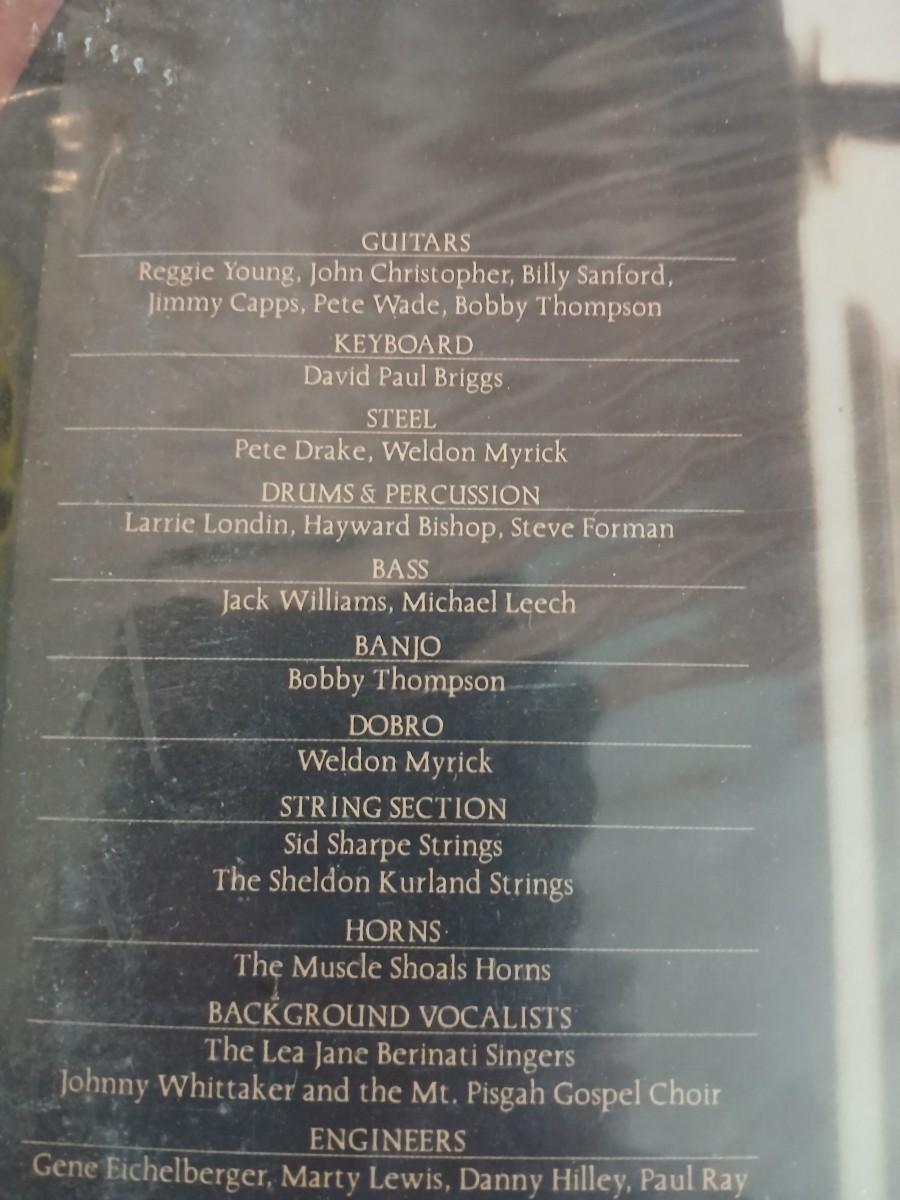 GUITARS
Reggie Young, John Christopher, Billy Sanford,
Jimmy Capps, Pete Wade, Bobby Thompson
KEYBOARD
David Paul Briggs
STEEL
Pete Drake, Weldon Myrick
DRUMS & PERCUSSION
Larrie Londin, Hayward Bishop, Steve Forman
BASS
Jack Williams, Michael Leech
BANJO
Bobby Thompson
DOBRO
Weldon Myrick
STRING SECTION
Sid Sharpe Strings
The Sheldon Kurland Strings
HORNS
The Muscle Shoals Horns
BACKGROUND VOCALISTS
The Lea Jane Berinati Singers
Johnny Whittaker and the Mt. Pisgah Gospel Choir
ENGINEERS
Gene Eichelberger, Marty Lewis, Danny Hilley, Paul Ray